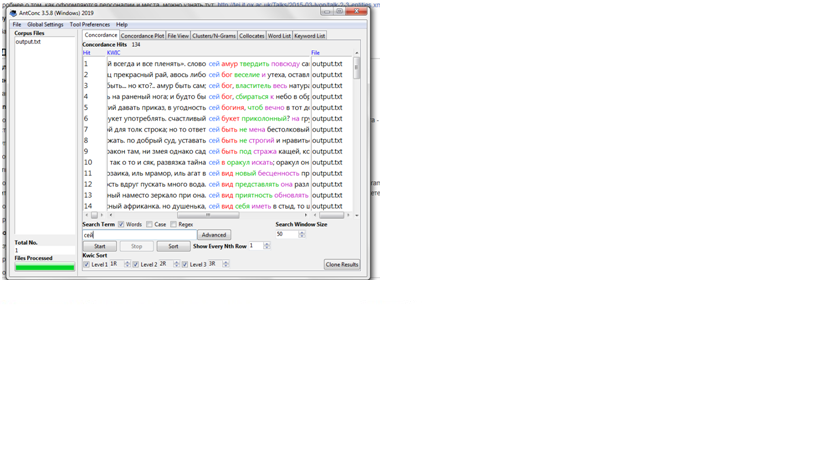 AntConc 3.5.8 (Windows) 2019
File Global Settings Tool Preferences Help
Corpus Files
output.txt
Concordance Concordance Plot File View Clusters/N-Grams Collocates Word List Keyword List
Concordance Hits 134
Hit KWIC File
1 й всегда и все пленять». слово сей амур твердить повсюду са output.txt
2 ц прекрасный рай, авось либо сей бог веселие и утеха, оставл output.txt
3 быть.. но кто?.. амур быть сам; сей бог, властитель весь натура output.txt
4 ь на раненый нога; и будто бы сей бог, сбираться к небо в обр output.txt
5 ий давать приказ, в угодность сей богиня, чтоб вечно в тот д output.txt
6 укет употреблять. счастливый сей букет приколонный? на гру output.txt
7 й для толк строка; но то ответ сей быть не мена бестолковый output.txt
8 жать. по добрый суд, уставать сей быть не строгий и нравить output.txt
9 ракон там, ни змея однако сад сей быть под стража кащей, ко output.txt
10 так о то и сяк, развязка тайна сей в оракул искать; оракул он output.txt
11 озаика, иль мрамор, иль агат в сей вид новый бесценность пр output.txt
12 ость вдруг пускать много вода, сей вид представлять она разл output.txt
13 ный наместо зеркало при она, сей вид приятность обновлять output.txt
14 сный африканка. но душенька, сей вид себя иметь в стыд, то ц output.txt
Search Term Words Case Regex Search Window Size
сей Advanced 50
Start Stop Sort Show Every Nth Row 1
Total No.
1
Files Processed
Kwic Sort
Level 1 1R Level 2 2R Level 3 3R Clone Results